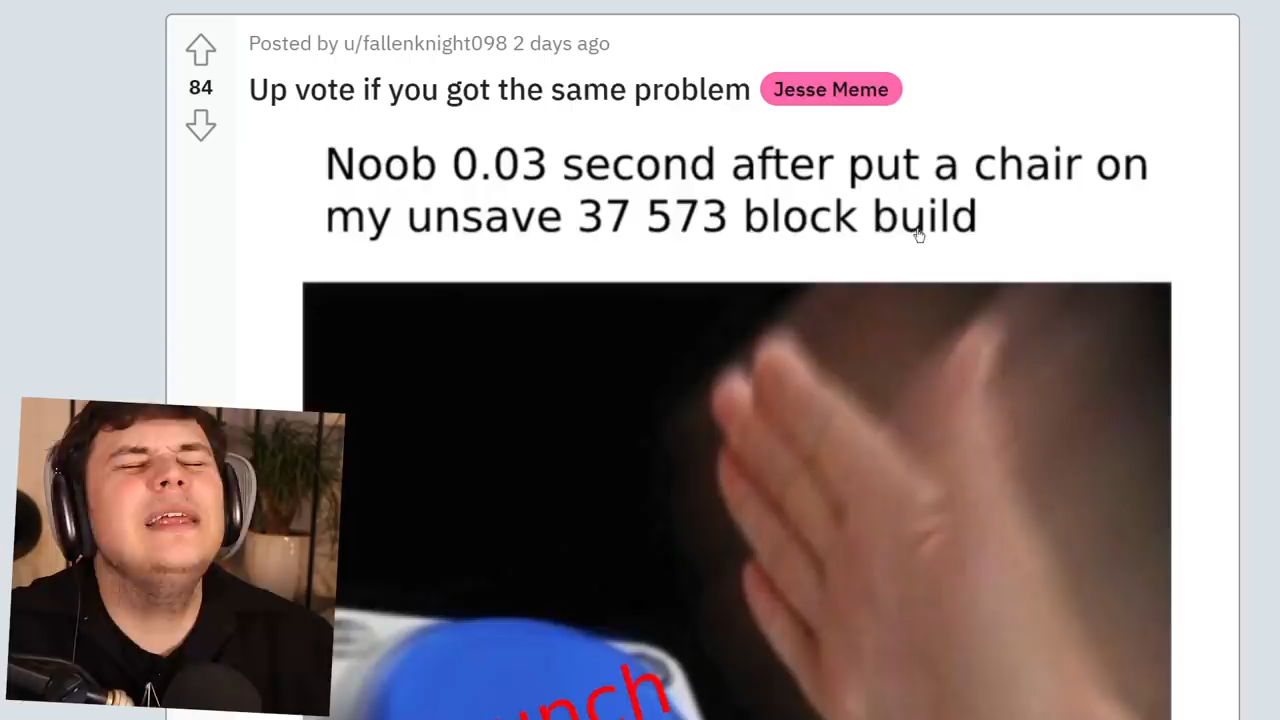 Posted by u/fallenknight098 2 days ago
84
Up vote if you got the same problem Jesse Meme
Noob 0.03 second after put a chair on
my unsave 37 573 block build